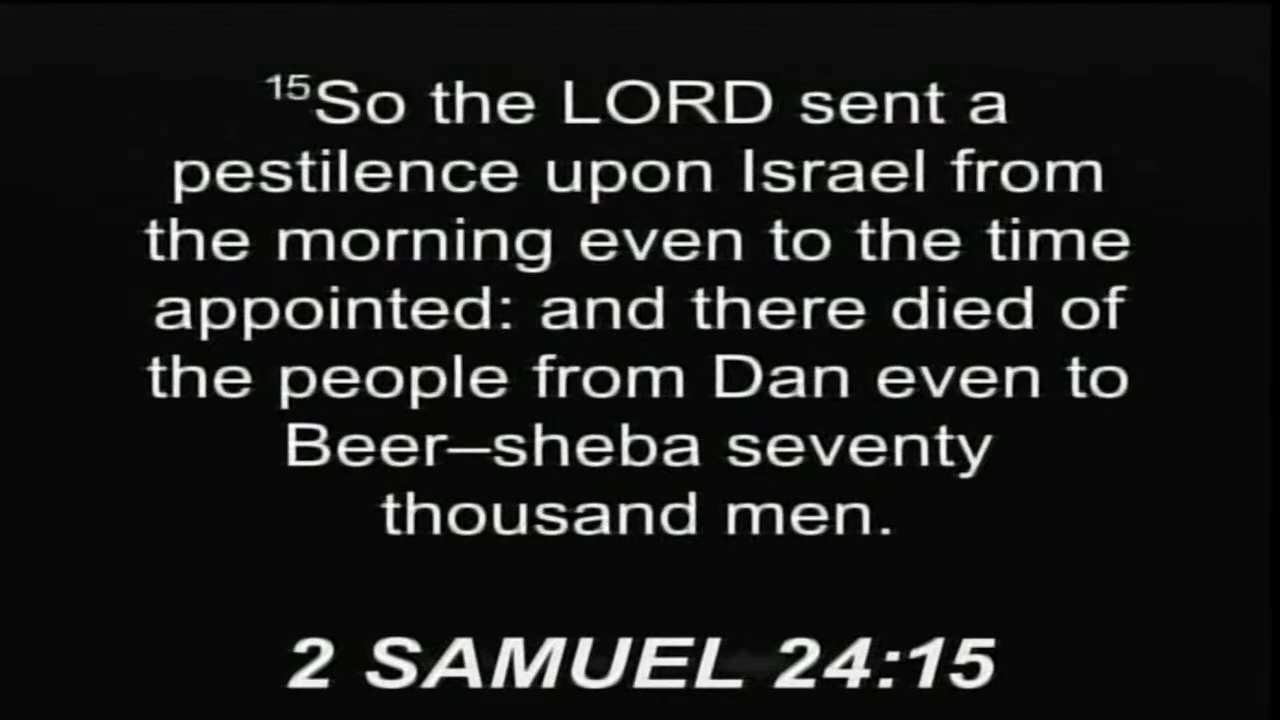 ¹⁵So the LORD sent a
pestilence upon Israel from
the morning even to the time
appointed: and there died of
the people from Dan even to
Beer–sheba seventy
thousand men.
2 SAMUEL 24:15